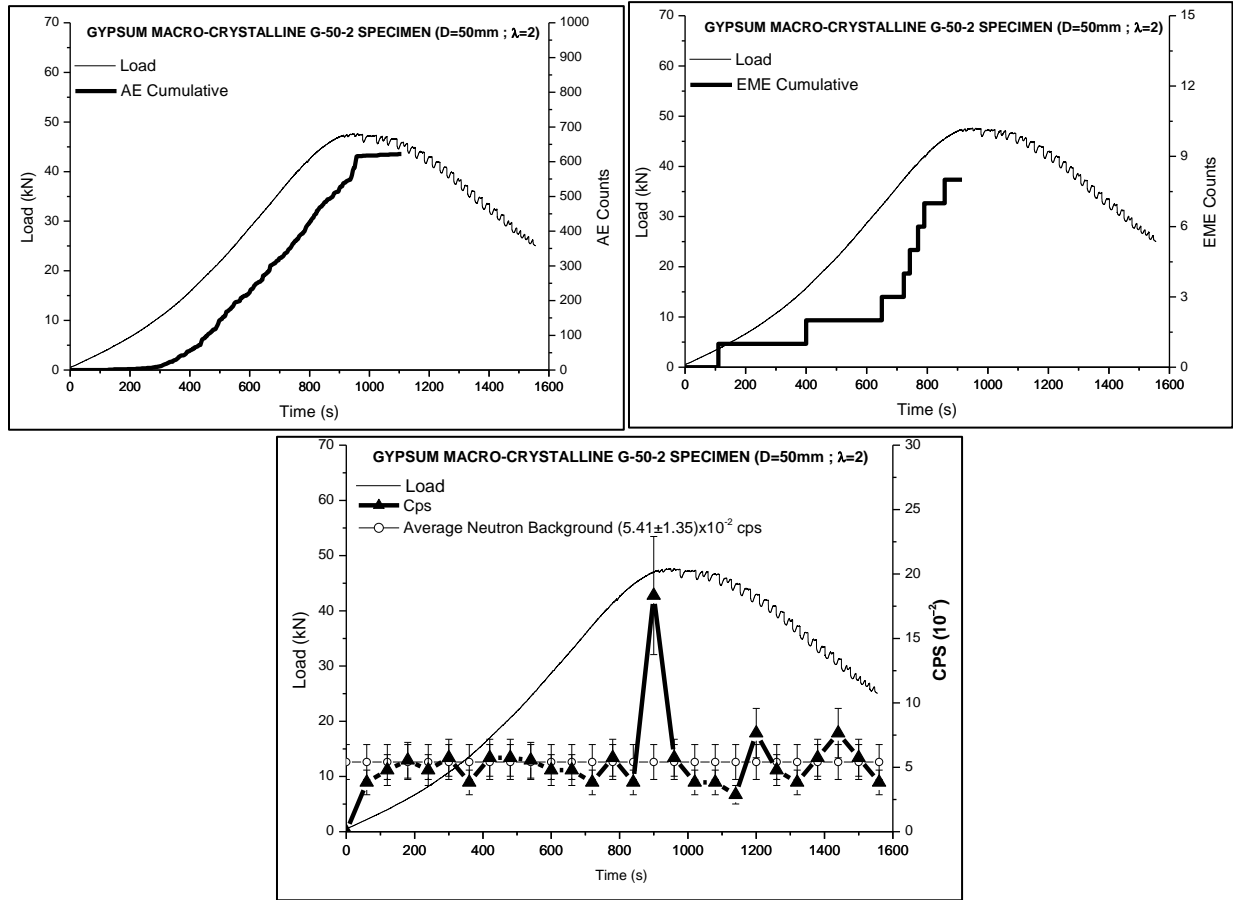 GYPSUM MACRO-CRYSTALLINE G-50-2 SPECIMEN (D=50mm ; λ=2)
Load
AE Cumulative
Load (kN)
70
60
50
40
30
20
10
0
1000
900
800
700
600
500
400
300
200
100
0
AE Counts
0 200 400 600 800 1000 1200 1400 1600
Time (s)
GYPSUM MACRO-CRYSTALLINE G-50-2 SPECIMEN (D=50mm ; λ=2)
Load
EME Cumulative
Load (kN)
70
60
50
40
30
20
10
0
15
12
9
6
3
0
EME Counts
0 200 400 600 800 1000 1200 1400 1600
Time (s)
GYPSUM MACRO-CRYSTALLINE G-50-2 SPECIMEN (D=50mm ; λ=2)
Load
Cps
Average Neutron Background (5.41±1.35)x10⁻² cps
Load (kN)
70
60
50
40
30
20
10
0
30
25
20
15
10
5
0
CPS (10⁻²)
0 200 400 600 800 1000 1200 1400 1600
Time (s)